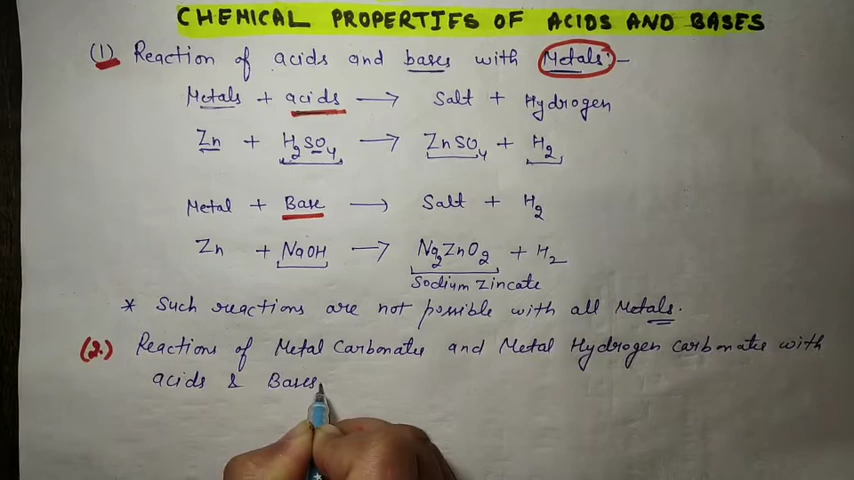 CHEMICAL PROPERTIES OF ACIDS AND BASES
(1) Reaction of acids and bases with Metals:-
Metals + acids → Salt + Hydrogen
Zn + H₂SO₄ → ZnSO₄ + H₂
Metal + Base → Salt + H₂
Zn + NaOH → Na₂ZnO₂ + H₂
Sodium Zincate
* Such reactions are not possible with all Metals.
(2.) Reactions of Metal Carbonates and Metal Hydrogen carbonates with
acids & Bases